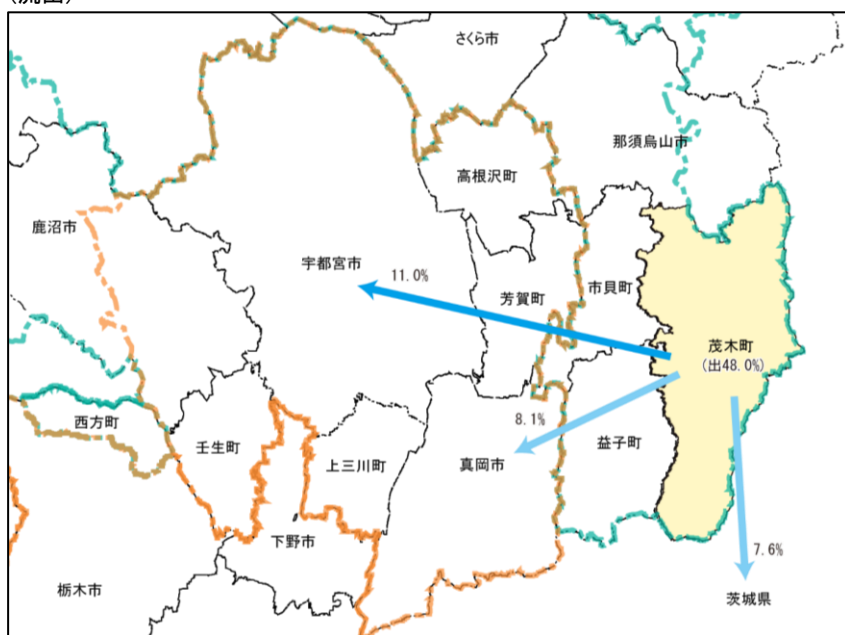 (流出)
さくら市
那須烏山市
高根沢町
鹿沼市
宇都宮市
11.0%
芳賀町
市貝町
茂木町
(出48.0%)
西方町
壬生町
8.1%
上三川町
真岡市
益子町
下野市
7.6%
栃木市
茨城県